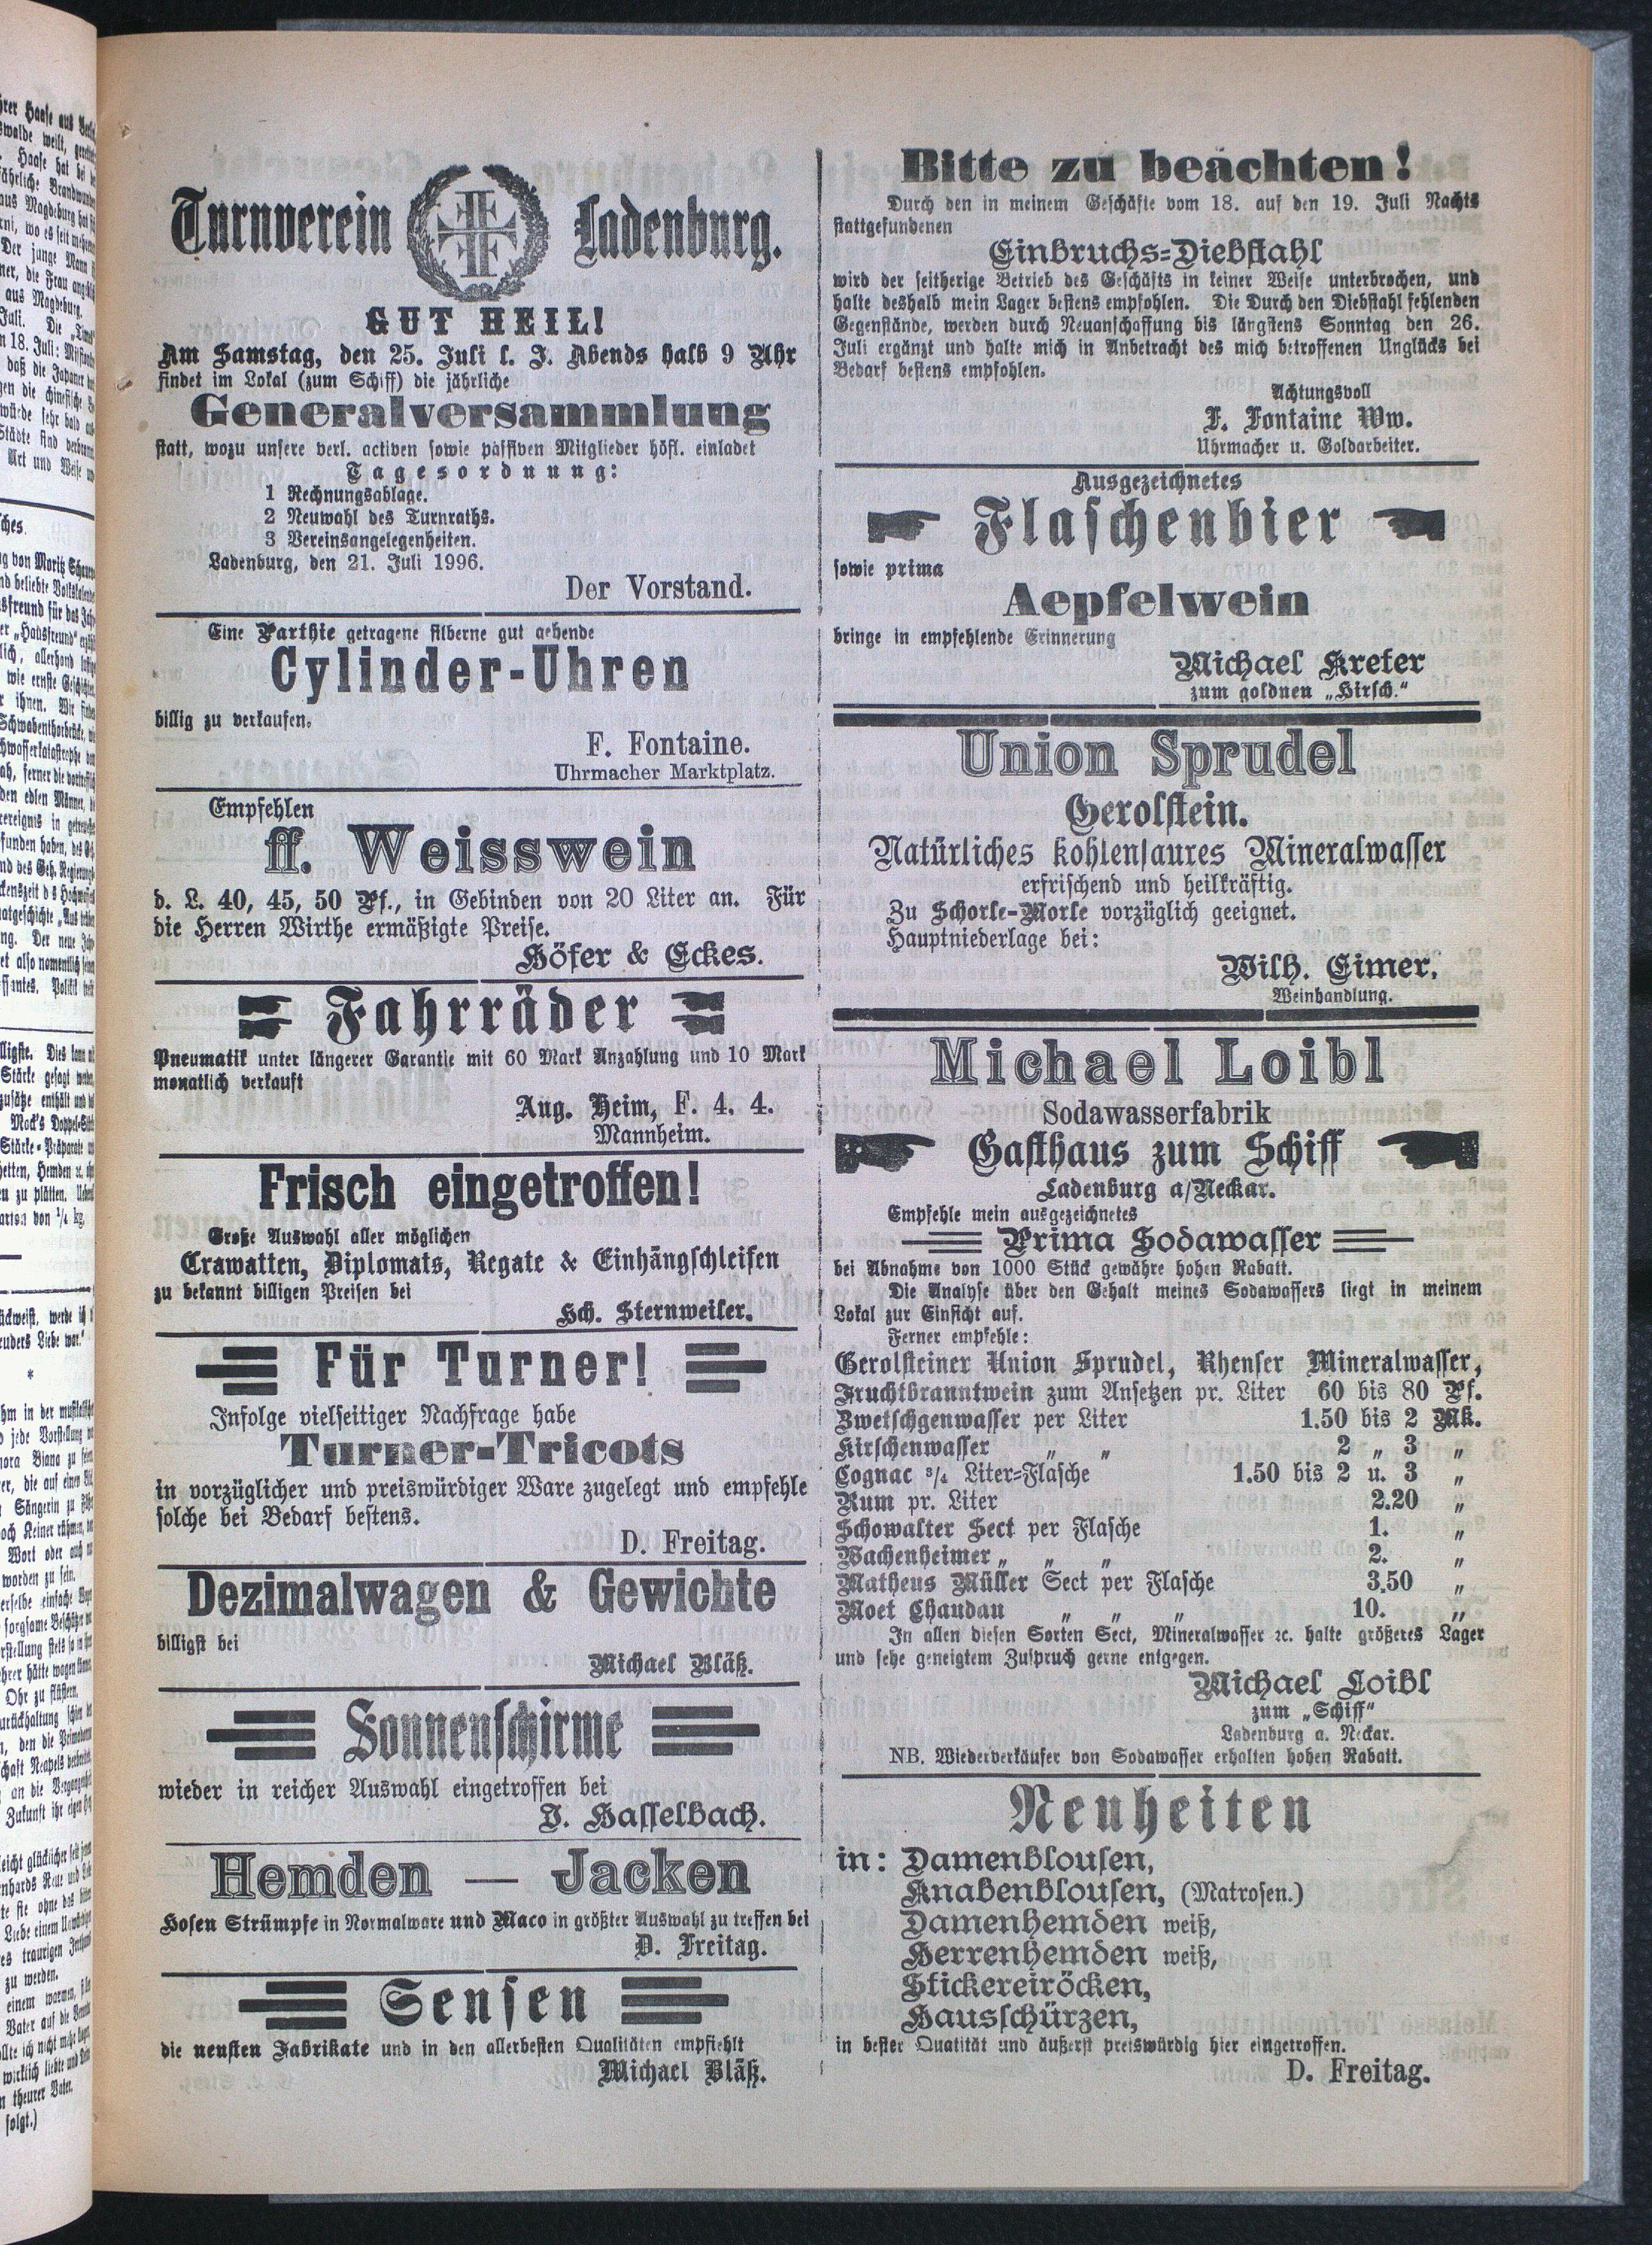 Turnverein Ladenburg.
GUT HEIL!
Am Samstag, den 25. Juli l. J. Abends halb 9 Uhr
findet im Lokal (zum Schiff) die jährliche
Generalversammlung
statt, wozu unsere verl. activen sowie passiven Mitglieder höfl. einladet
Tagesordnung:
1 Rechnungsablage.
2 Neuwahl des Turnraths.
3 Vereinsangelegenheiten.
Ladenburg, den 21. Juli 1996.
Der Vorstand.
Eine Parthie getragene silberne gut gehende
Cylinder-Uhren
billig zu verkaufen.
F. Fontaine.
Uhrmacher Marktplatz.
Empfehlen
ff. Weisswein
d. L. 40, 45, 50 Pf., in Gebinden von 20 Liter an. Für
die Herren Wirthe ermäßigte Preise.
Höfer & Eckes.
Fahrräder
Pneumatik unter längerer Garantie mit 60 Mark Anzahlung und 10 Mark
monatlich verkauft
Aug. Heim, F. 4. 4.
Mannheim.
Frisch eingetroffen!
Große Auswahl aller möglichen
Crawatten, Diplomats, Regate & Einhängschleifen
zu bekannt billigen Preisen bei
Hch. Sternweiler.
Für Turner!
Infolge vielseitiger Nachfrage habe
Turner-Tricots
in vorzüglicher und preiswürdiger Ware zugelegt und empfehle
solche bei Bedarf bestens.
D. Freitag.
Dezimalwagen & Gewichte
billigst bei
Michael Bläß.
Sonnenschirme
wieder in reicher Auswahl eingetroffen bei
J. Hasselbach.
Hemden — Jacken
Hosen Strümpfe in Normalware und Maco in größter Auswahl zu treffen bei
D. Freitag.
Sensen
die neusten Fabrikate und in den allerbesten Qualitäten empfiehlt
Michael Bläß.
Bitte zu beachten!
Durch den in meinem Geschäfte vom 18. auf den 19. Juli Nachts
stattgefundenen
Einbruchs-Diebstahl
wird der seitherige Betrieb des Geschäfts in keiner Weise unterbrochen, und
halte deshalb mein Lager bestens empfohlen. Die Durch den Diebstahl fehlenden
Gegenstände, werden durch Neuanschaffung bis längstens Sonntag den 26.
Juli ergänzt und halte mich in Anbetracht des mich betroffenen Unglücks bei
Bedarf bestens empfohlen.
Achtungsvoll
F. Fontaine Ww.
Uhrmacher u. Goldarbeiter.
Ausgezeichnetes
Flaschenbier
sowie prima
Aepfelwein
bringe in empfehlende Erinnerung
Michael Kreter
zum goldnen „Hirsch."
Union Sprudel
Gerolstein.
Natürliches kohlensaures Mineralwasser
erfrischend und heilkräftig.
Zu Schorle-Morle vorzüglich geeignet.
Hauptniederlage bei:
Wilh. Eimer.
Weinhandlung.
Michael Loibl
Sodawasserfabrik
Gasthaus zum Schiff
Ladenburg a/Neckar.
Empfehle mein ausgezeichnetes
Prima Sodawasser
bei Abnahme von 1000 Stück gewähre hohen Rabatt.
Die Analyse über den Gehalt meines Sodawassers liegt in meinem
Lokal zur Einsicht auf.
Ferner empfehle:
Gerolsteiner Union Sprudel, Rhenser Mineralwasser,
Fruchtbranntwein zum Ansetzen pr. Liter 60 bis 80 Pf.
Zwetschgenwasser per Liter 1.50 bis 2 Mk.
Kirschenwasser „ „ 2 „ 3 „
Cognac ³/₄ Liter-Flasche 1.50 bis 2 u. 3 „
Rum pr. Liter 2.20 „
Schowalter Sect per Flasche 1. „
Wachenheimer „ „ „ 2. „
Matheus Müller Sect per Flasche 3.50 „
Moet Chandau „ „ „ 10. „
In allen diesen Sorten Sect, Mineralwasser ꝛc. halte größeres Lager
und sehe geneigtem Zuspruch gerne entgegen.
Michael Loibl
zum „Schiff"
Ladenburg a. Neckar.
NB. Wiederverkäufer von Sodawasser erhalten hohen Rabatt.
Neuheiten
in: Damenblousen,
Knabenblousen, (Matrosen.)
Damenhemden weiß,
Herrenhemden weiß,
Stickereiröcken,
Hausschürzen,
in bester Qualität und äußerst preiswürdig hier eingetroffen.
D. Freitag.